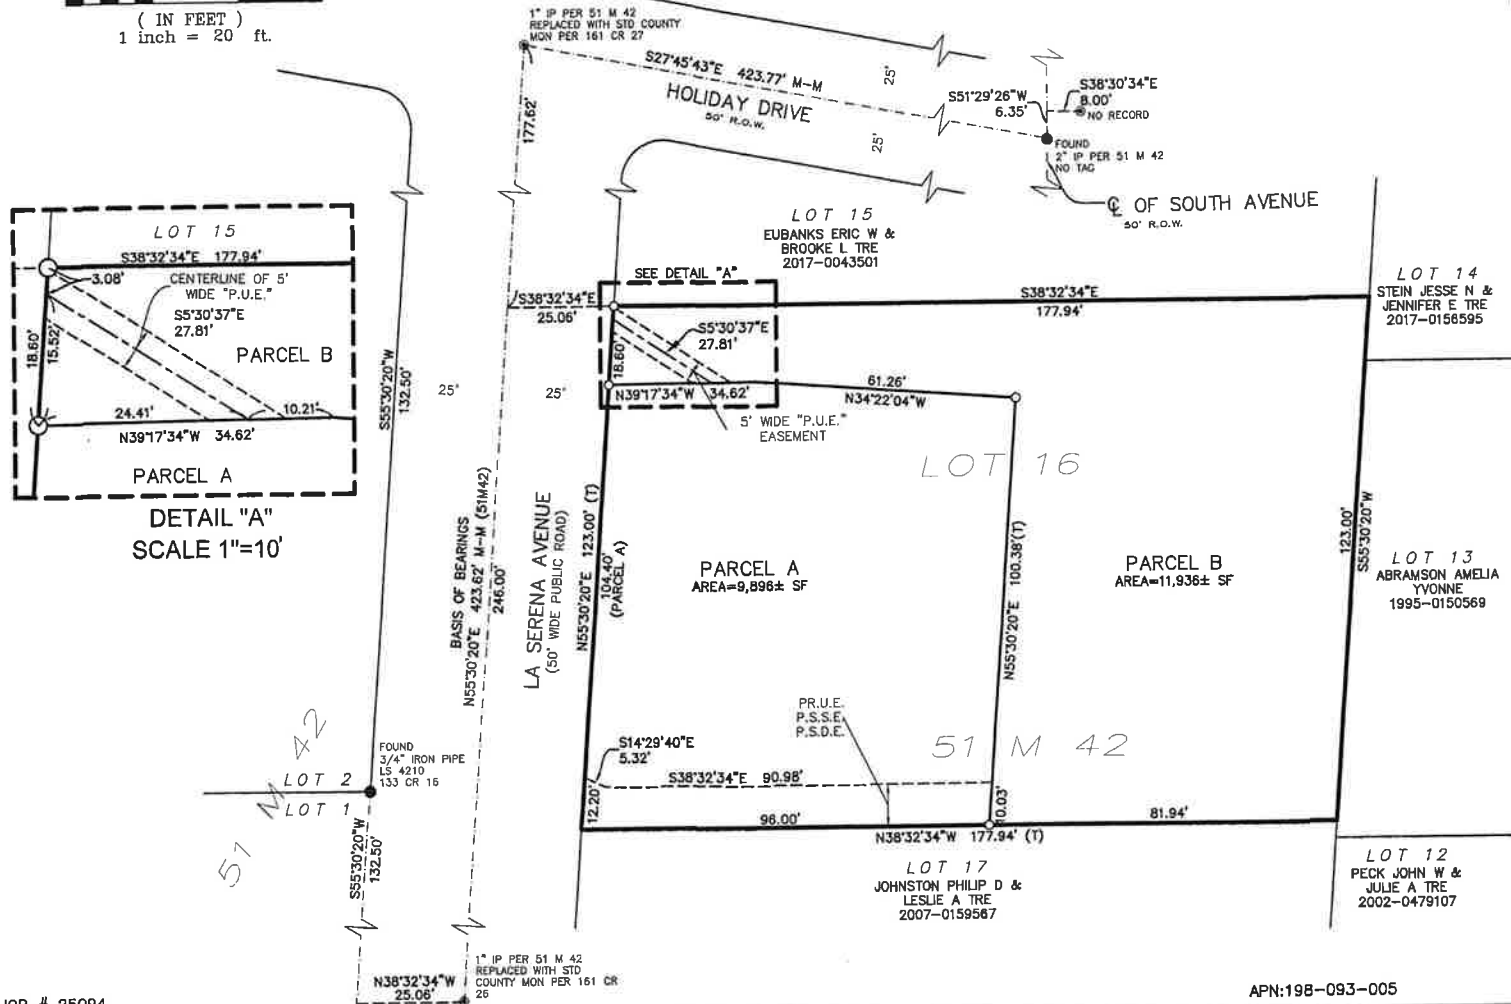 ( IN FEET )
1 inch = 20 ft.
1" IP PER 51 M 42
REPLACED WITH STD COUNTY
MON PER 161 CR 27
S27°45'43"E 423.77' M-M
HOLIDAY DRIVE
50' R.O.W.
25'
25'
S51°29'26"W
6.35'
S38°30'34"E
8.00'
NO RECORD
FOUND
2" IP PER 51 M 42
NO TAG
℄ OF SOUTH AVENUE
50' R.O.W.
177.62'
LOT 15
EUBANKS ERIC W &
BROOKE L TRE
2017-0043501
LOT 14
STEIN JESSE N &
JENNIFER E TRE
2017-0156595
LOT 15
S38°32'34"E 177.94'
3.08'
CENTERLINE OF 5'
WIDE "P.U.E."
S5°30'37"E
27.81'
PARCEL B
18.60'
15.52'
24.41'
10.21'
N39°17'34"W 34.62'
PARCEL A
DETAIL "A"
SCALE 1"=10'
S55°30'20"W
132.50'
25'
25'
SEE DETAIL "A"
S38°32'34"E
25.06'
S38°32'34"E
177.94'
S5°30'37"E
27.81'
18.60'
N39°17'34"W 34.62'
61.26'
N34°22'04"W
5' WIDE "P.U.E."
EASEMENT
LOT 16
BASIS OF BEARINGS
N55°30'20"E 423.62' M-M (51M42)
246.00'
LA SERENA AVENUE
(50' WIDE PUBLIC ROAD)
N55°30'20"E 123.00' (T)
104.40'
(PARCEL A)
PARCEL A
AREA=9,896± SF
N55°30'20"E 100.38'(T)
PARCEL B
AREA=11,936± SF
123.00'
S55°30'20"W
LOT 13
ABRAMSON AMELIA
YVONNE
1995-0150569
PR.U.E.
P.S.S.E.
P.S.D.E.
S14°29'40"E
5.32'
S38°32'34"E 90.98'
51 M 42
12.20'
96.00'
10.03'
81.94'
N38°32'34"W 177.94' (T)
FOUND
3/4" IRON PIPE
LS 4210
133 CR 16
LOT 2
LOT 1
51 M 42
S55°30'20"W
132.50'
LOT 17
JOHNSTON PHILIP D &
LESLIE A TRE
2007-0159567
LOT 12
PECK JOHN W &
JULIE A TRE
2002-0479107
N38°32'34"W
25.06'
1" IP PER 51 M 42
REPLACED WITH STD
COUNTY MON PER 161 CR
26
APN:198-093-005